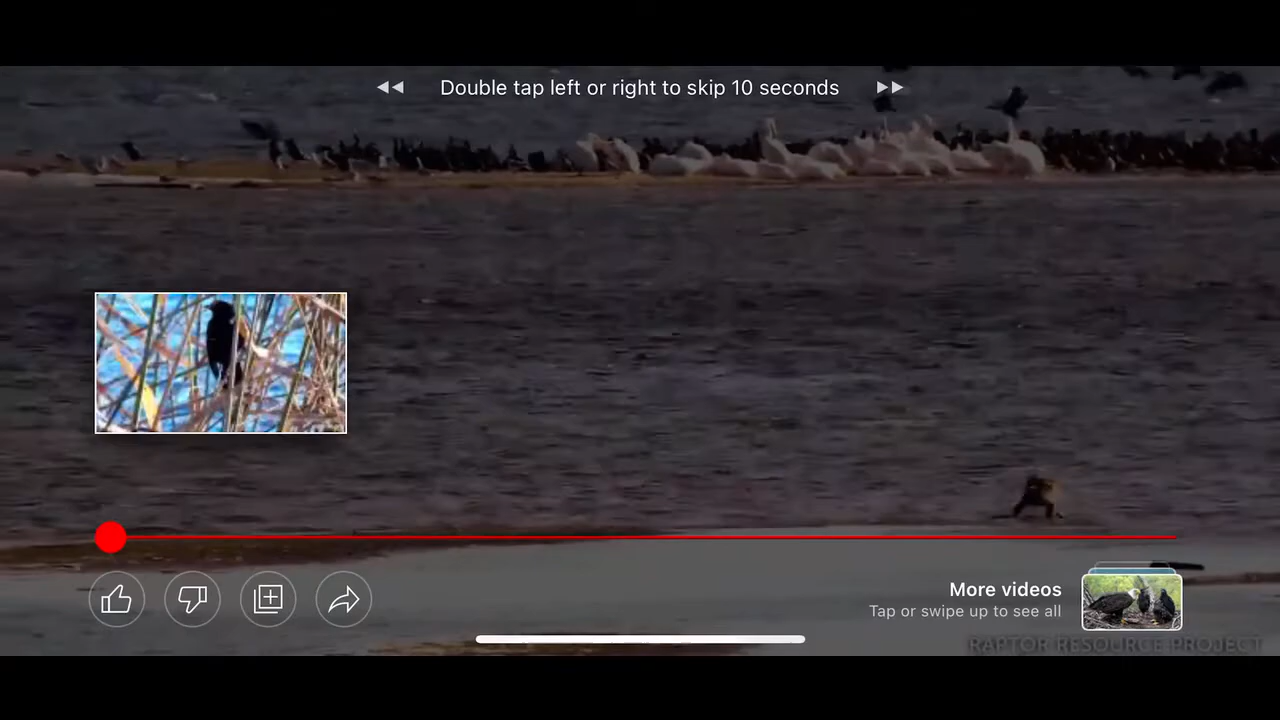 Double tap left or right to skip 10 seconds
More videos
Tap or swipe up to see all
RAPTOR RESOURCE PROJECT